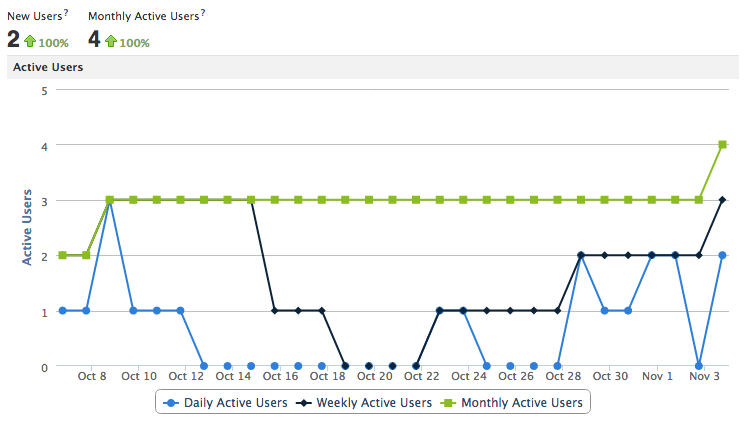 New Users? Monthly Active Users?
2 100% 4 100%
Active Users
5
4
3
2
1
0
Active Users
Oct 8 Oct 10 Oct 12 Oct 14 Oct 16 Oct 18 Oct 20 Oct 22 Oct 24 Oct 26 Oct 28 Oct 30 Nov 1 Nov 3
Daily Active Users Weekly Active Users Monthly Active Users